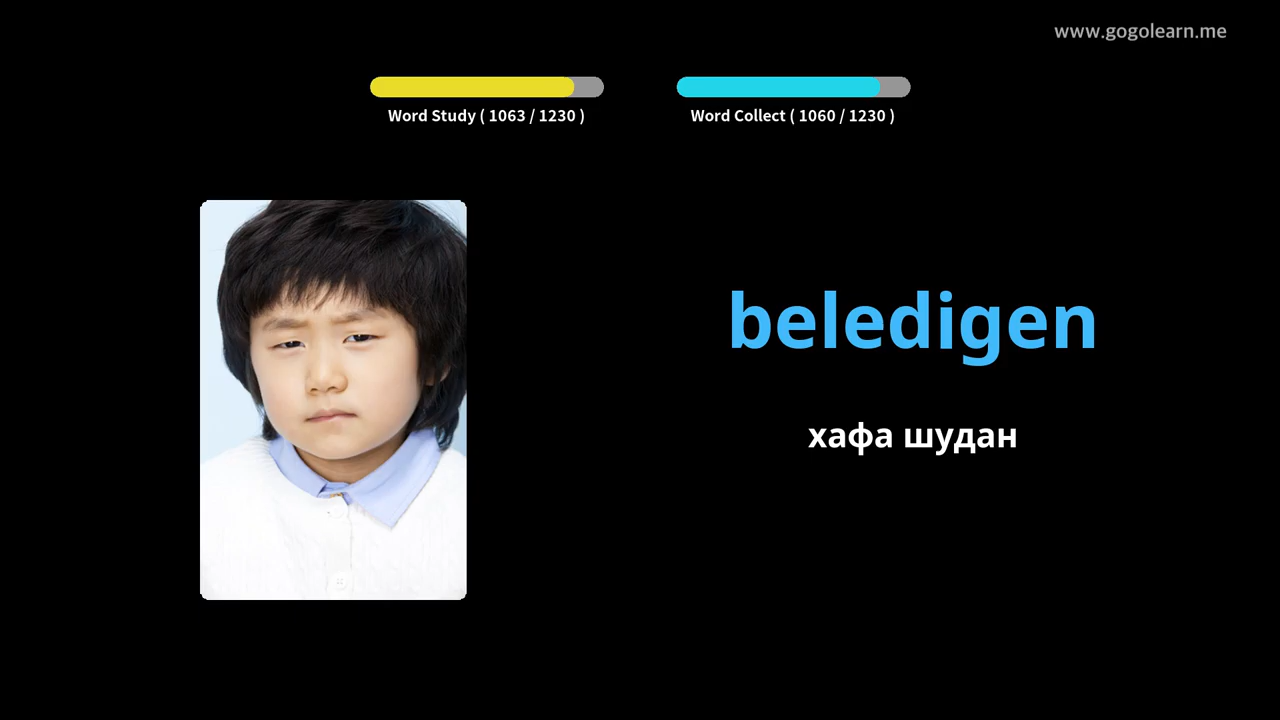 www.gogolearn.me
Word Study ( 1063 / 1230 )
Word Collect ( 1060 / 1230 )
beledigen
хафа шудан